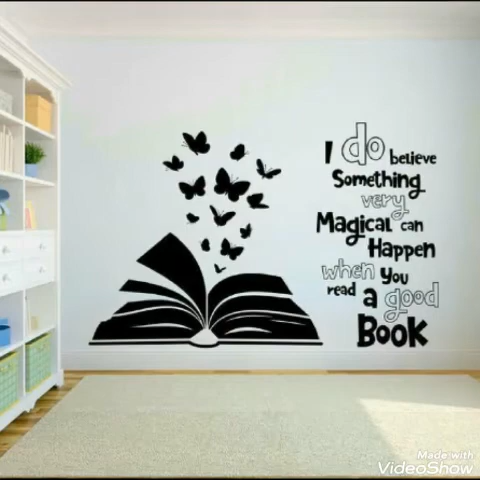 I do believe
Something
very
Magical can
Happen
when you
read a good
Book
Made with
VideoShow